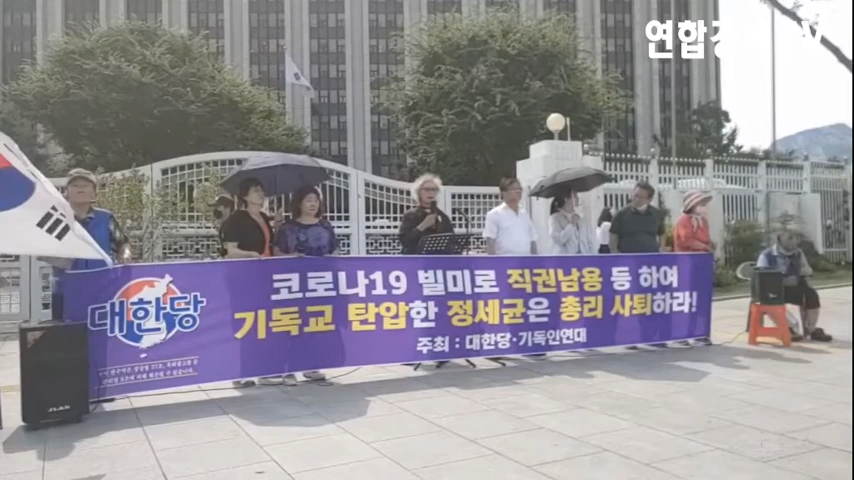 연합경
코로나19 빌미로 직권남용 등 하여
기독교 탄압한 정세균은 총리 사퇴하라!
주최 : 대한당·기독인연대
대한당
JLAB